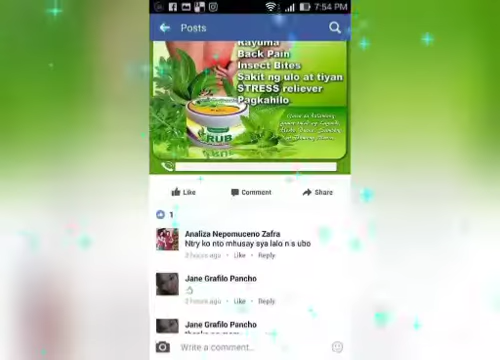 7:54 PM
Posts
Rayuma
Back Pain
Insect Bites
Sakit ng ulo at tiyan
STRESS reliever
Pagkahilo
RUB
Like
Comment
Share
1
Analiza Nepomuceno Zafra
Ntry ko nto mhusay sya lalo n s ubo
3 hours ago • Like • Reply
Jane Grafilo Pancho
2 hours ago • Like • Reply
Jane Grafilo Pancho
Write a comment...